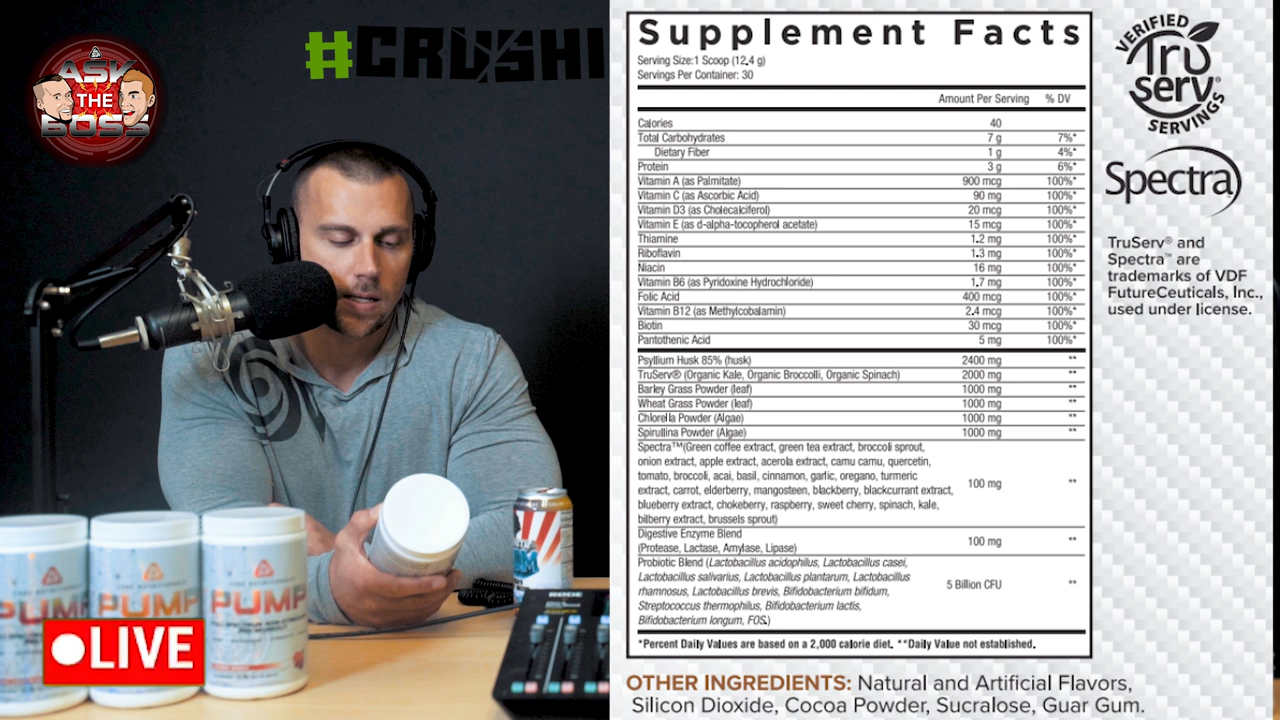 ASK
THE
BOSS
#CRUSHI
PUMP
PUMP
CORE NUTRITIONALS
PUMP
LIVE
RODE
Supplement Facts
Serving Size:1 Scoop (12.4 g)
Servings Per Container: 30
Amount Per Serving % DV
Calories 40
Total Carbohydrates 7 g 7%*
Dietary Fiber 1 g 4%*
Protein 3 g 6%*
Vitamin A (as Palmitate) 900 mcg 100%*
Vitamin C (as Ascorbic Acid) 90 mg 100%*
Vitamin D3 (as Cholecalciferol) 20 mcg 100%*
Vitamin E (as d-alpha-tocopherol acetate) 15 mcg 100%*
Thiamine 1.2 mg 100%*
Riboflavin 1.3 mg 100%*
Niacin 16 mg 100%*
Vitamin B6 (as Pyridoxine Hydrochloride) 1.7 mg 100%*
Folic Acid 400 mcg 100%*
Vitamin B12 (as Methylcobalamin) 2.4 mcg 100%*
Biotin 30 mcg 100%*
Pantothenic Acid 5 mg 100%*
Psyllium Husk 85% (husk) 2400 mg **
TruServ® (Organic Kale, Organic Broccolli, Organic Spinach) 2000 mg **
Barley Grass Powder (leaf) 1000 mg **
Wheat Grass Powder (leaf) 1000 mg **
Chlorella Powder (Algae) 1000 mg **
Spirullina Powder (Algae) 1000 mg **
Spectra™(Green coffee extract, green tea extract, broccoli sprout,
onion extract, apple extract, acerola extract, camu camu, quercetin,
tomato, broccoli, acai, basil, cinnamon, garlic, oregano, turmeric
extract, carrot, elderberry, mangosteen, blackberry, blackcurrant extract, 100 mg **
blueberry extract, chokeberry, raspberry, sweet cherry, spinach, kale,
bilberry extract, brussels sprout)
Digestive Enzyme Blend 100 mg **
(Protease, Lactase, Amylase, Lipase)
Probiotic Blend (Lactobacillus acidophilus, Lactobacillus casei,
Lactobacillus salivarius, Lactobacillus plantarum, Lactobacillus
rhamnosus, Lactobacillus brevis, Bifidobacterium bifidum, 5 Billion CFU **
Streptococcus thermophilus, Bifidobacterium lactis,
Bifidobacterium longum, FOS.)
*Percent Daily Values are based on a 2,000 calorie diet. **Daily Value not established.
OTHER INGREDIENTS: Natural and Artificial Flavors,
Silicon Dioxide, Cocoa Powder, Sucralose, Guar Gum.
VERIFIED
Tru
serv®
SERVINGS
Spectra
TruServ® and
Spectra™ are
trademarks of VDF
FutureCeuticals, Inc.,
used under license.